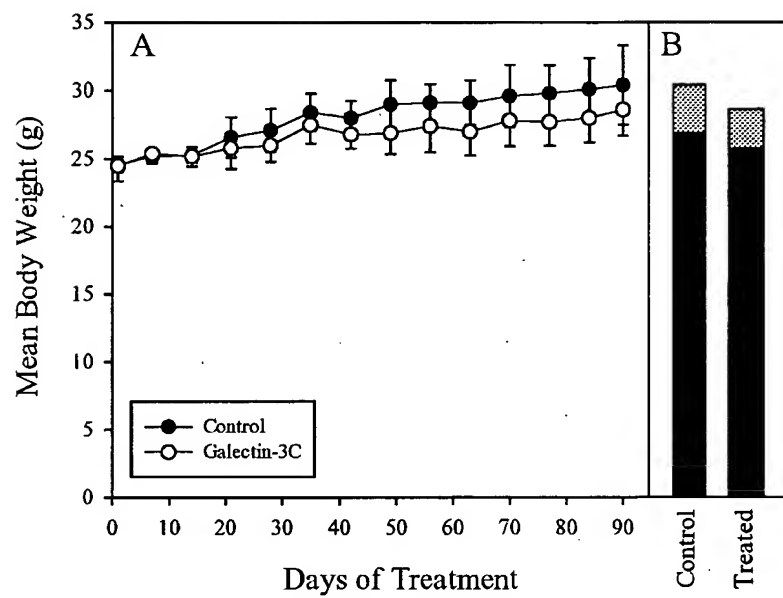 A
B
35
30
25
20
15
10
5
0
Mean Body Weight (g)
Control
Galectin-3C
0 10 20 30 40 50 60 70 80 90
Days of Treatment
Control
Treated